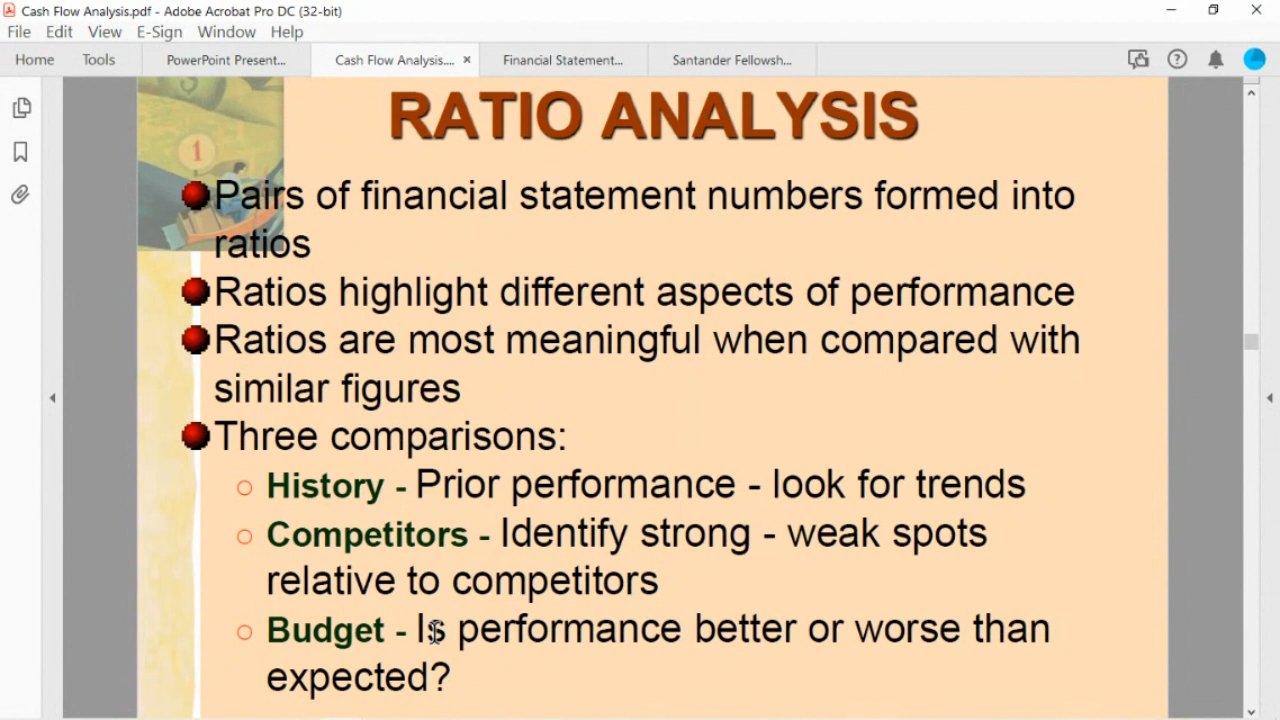 Cash Flow Analysis.pdf - Adobe Acrobat Pro DC (32-bit)
File Edit View E-Sign Window Help
Home Tools PowerPoint Present... Cash Flow Analysis.... × Financial Statement... Santander Fellowsh...
RATIO ANALYSIS
1
Pairs of financial statement numbers formed into
ratios
Ratios highlight different aspects of performance
Ratios are most meaningful when compared with
similar figures
Three comparisons:
History - Prior performance - look for trends
Competitors - Identify strong - weak spots
relative to competitors
Budget - Is performance better or worse than
expected?